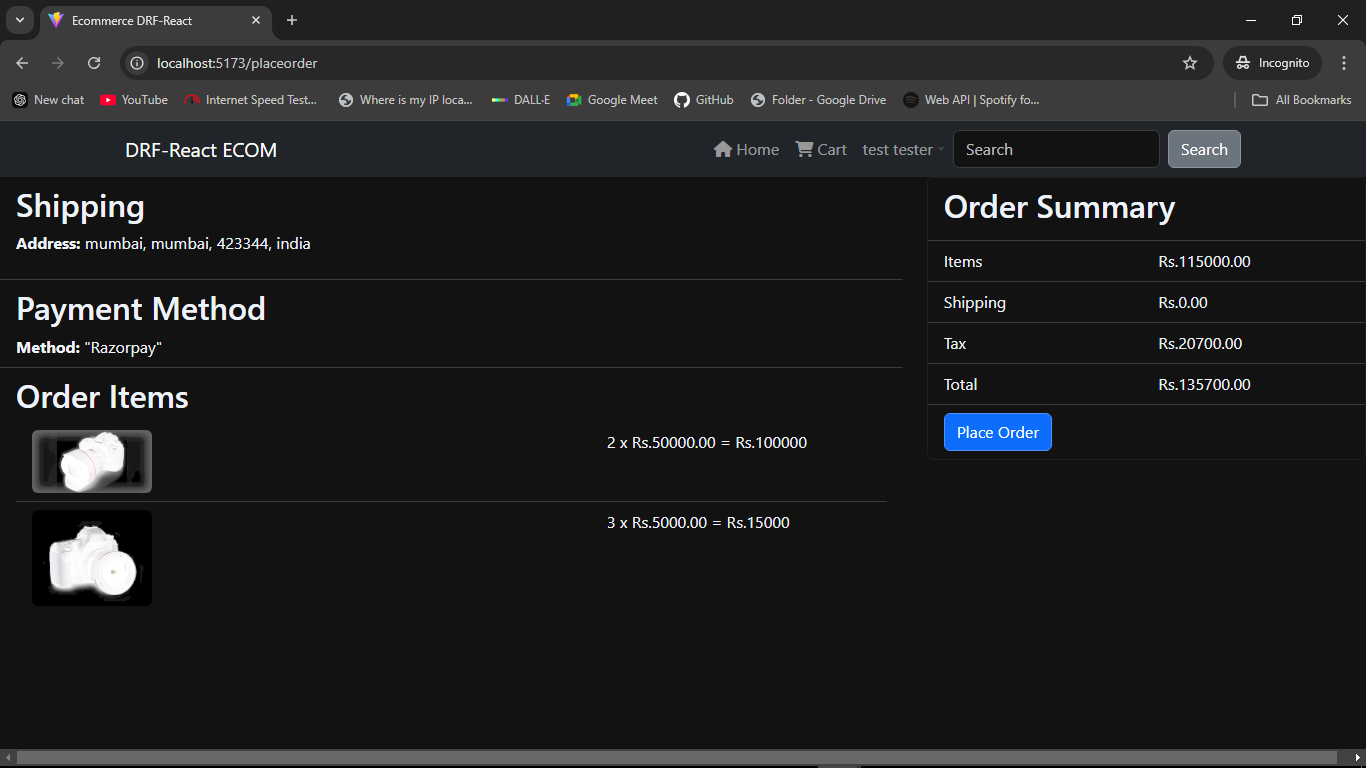 Ecommerce DRF-React
localhost:5173/placeorder
Incognito
New chat
YouTube
Internet Speed Test...
Where is my IP loca...
DALL·E
Google Meet
GitHub
Folder - Google Drive
Web API | Spotify fo...
All Bookmarks
DRF-React ECOM
Home
Cart
test tester
Search
Search
Shipping
Address: mumbai, mumbai, 423344, india
Payment Method
Method: "Razorpay"
Order Items
2 x Rs.50000.00 = Rs.100000
3 x Rs.5000.00 = Rs.15000
Order Summary
Items Rs.115000.00
Shipping Rs.0.00
Tax Rs.20700.00
Total Rs.135700.00
Place Order